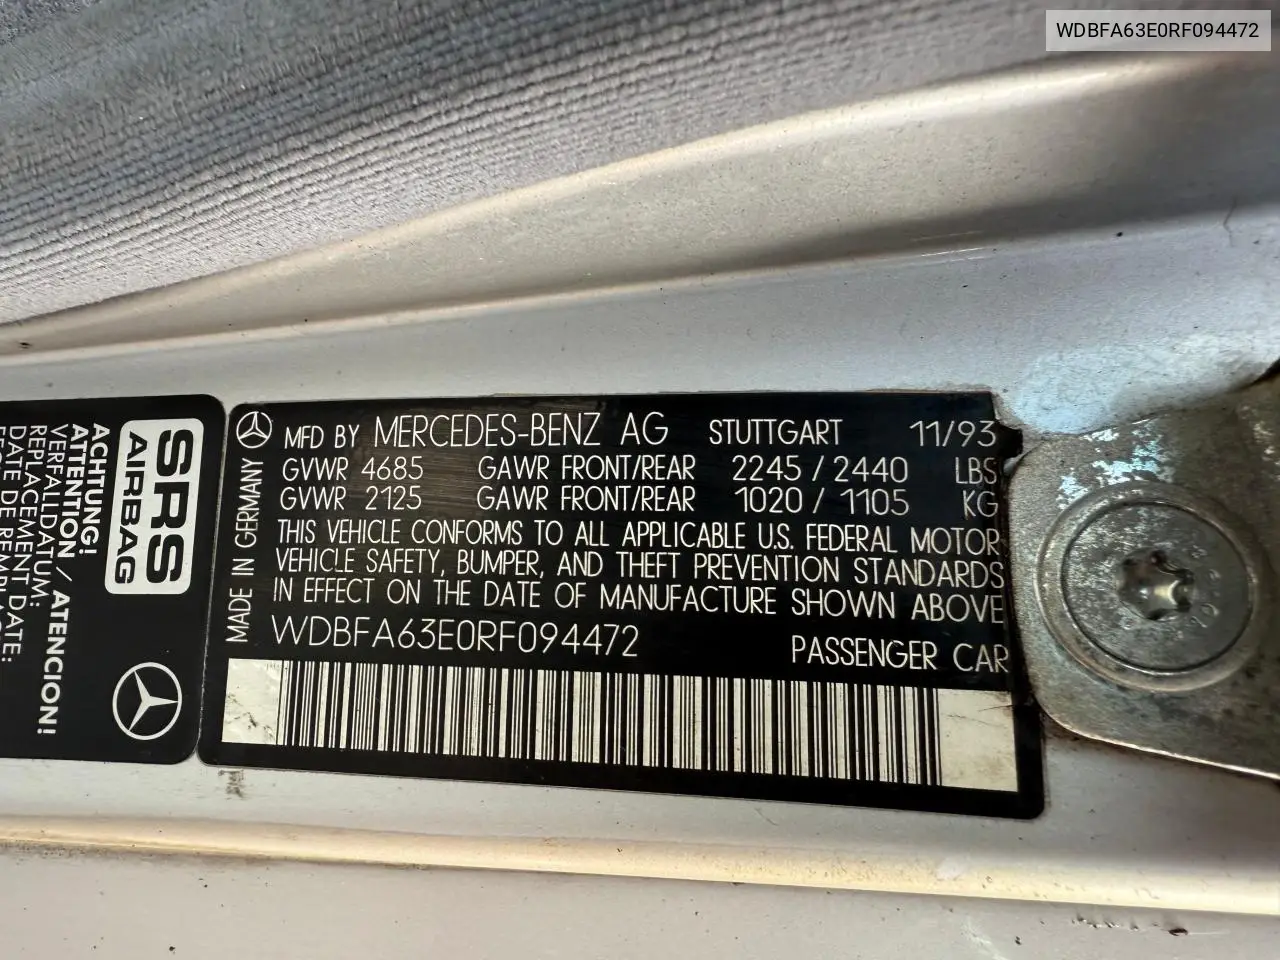 WDBFA63E0RF094472
MFD BY MERCEDES-BENZ AG STUTTGART 11/93
GVWR 4685 GAWR FRONT/REAR 2245 / 2440 LBS
GVWR 2125 GAWR FRONT/REAR 1020 / 1105 KG
THIS VEHICLE CONFORMS TO ALL APPLICABLE U.S. FEDERAL MOTOR
VEHICLE SAFETY, BUMPER, AND THEFT PREVENTION STANDARDS
IN EFFECT ON THE DATE OF MANUFACTURE SHOWN ABOVE
WDBFA63E0RF094472 PASSENGER CAR
MADE IN GERMANY
SRS
AIRBAG
ACHTUNG!
ATTENTION / ATENCION!
VERFALLDATUM:
REPLACEMENT DATE: